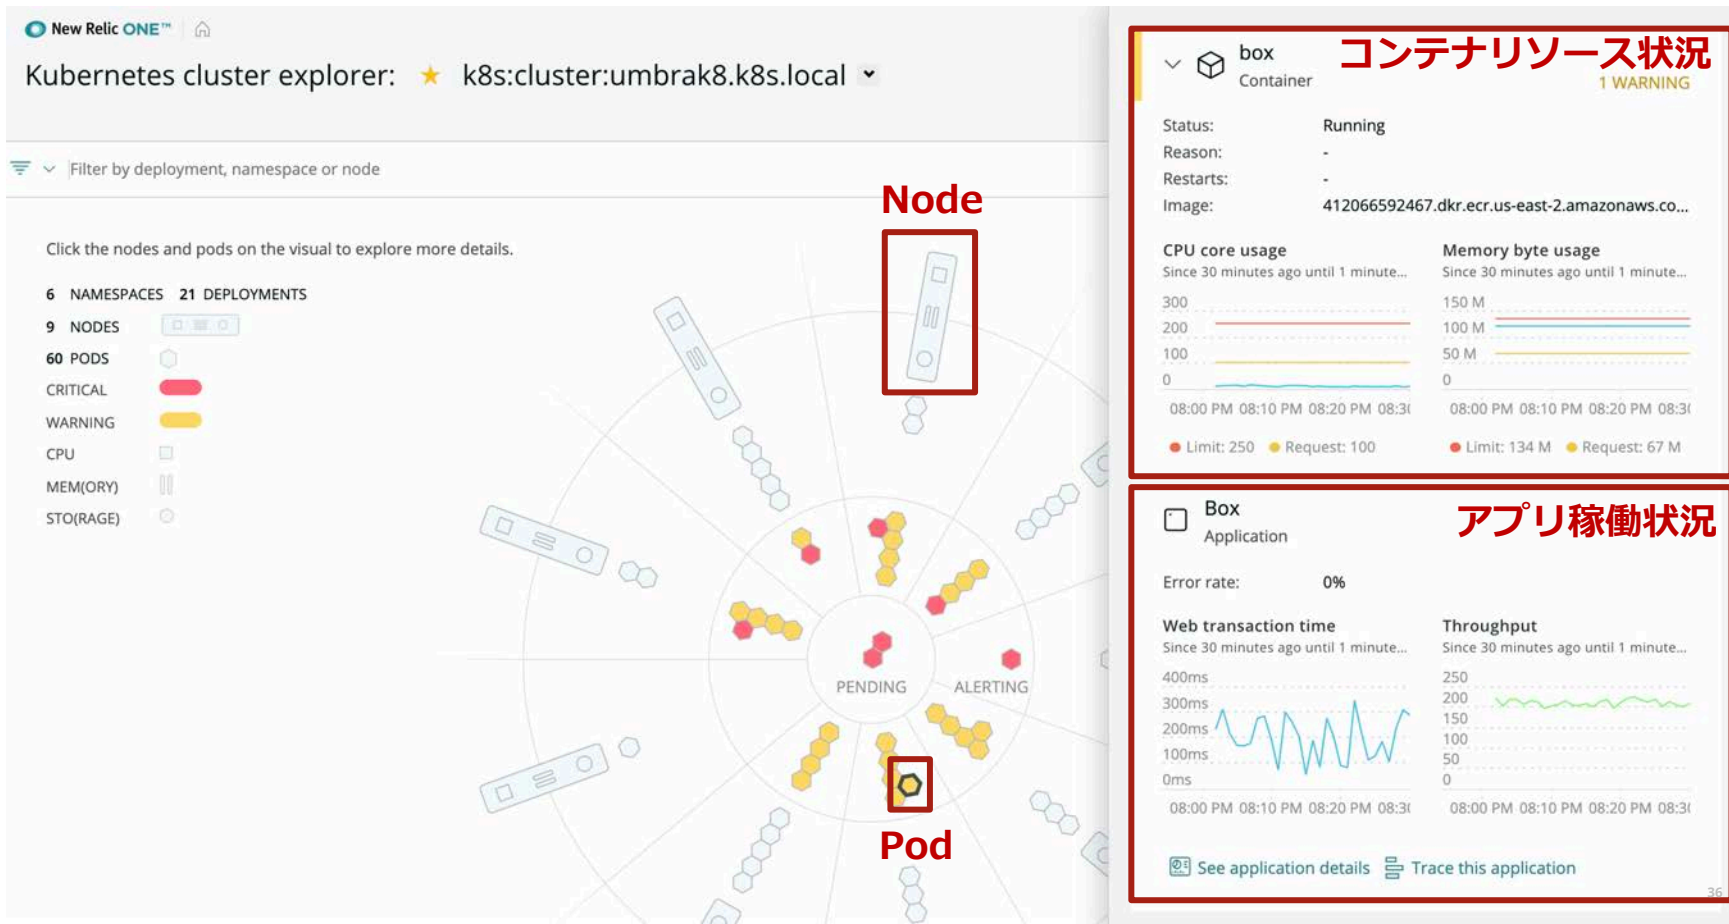 New Relic ONE™
Kubernetes cluster explorer: ★ k8s:cluster:umbrak8.k8s.local
Filter by deployment, namespace or node
Click the nodes and pods on the visual to explore more details.
6 NAMESPACES 21 DEPLOYMENTS
9 NODES
60 PODS
CRITICAL
WARNING
CPU
MEM(ORY)
STO(RAGE)
Node
PENDING
ALERTING
Pod
コンテナリソース状況
box
Container
1 WARNING
Status: Running
Reason: -
Restarts: -
Image: 412066592467.dkr.ecr.us-east-2.amazonaws.co...
CPU core usage
Since 30 minutes ago until 1 minute...
300
200
100
0
08:00 PM 08:10 PM 08:20 PM 08:30
Limit: 250 Request: 100
Memory byte usage
Since 30 minutes ago until 1 minute...
150 M
100 M
50 M
0
08:00 PM 08:10 PM 08:20 PM 08:30
Limit: 134 M Request: 67 M
アプリ稼働状況
Box
Application
Error rate: 0%
Web transaction time
Since 30 minutes ago until 1 minute...
400ms
300ms
200ms
100ms
0ms
08:00 PM 08:10 PM 08:20 PM 08:30
Throughput
Since 30 minutes ago until 1 minute...
250
200
150
100
50
0
08:00 PM 08:10 PM 08:20 PM 08:30
See application details Trace this application
36